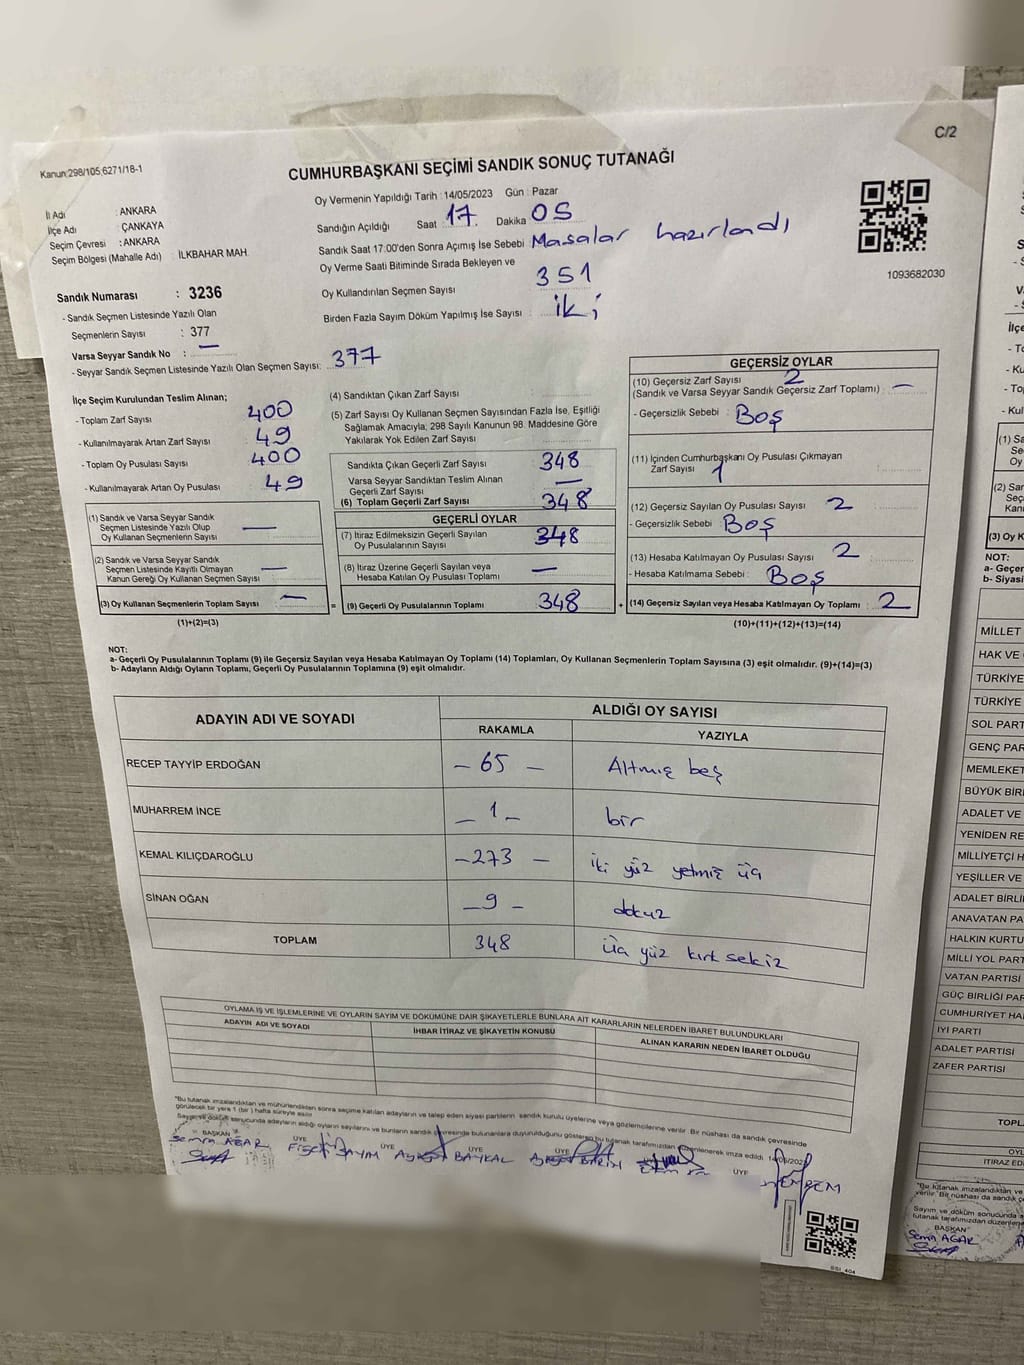 C/2
Kanun:298/105,6271/18-1
CUMHURBAŞKANI SEÇİMİ SANDIK SONUÇ TUTANAĞI
İl Adı : ANKARA
İlçe Adı : ÇANKAYA
Seçim Çevresi : ANKARA
Seçim Bölgesi (Mahalle Adı) : İLKBAHAR MAH.
Oy Vermenin Yapıldığı Tarih : 14/05/2023 Gün : Pazar
Sandığın Açıldığı Saat 17. Dakika 05
Sandık Saat 17:00'den Sonra Açımış İse Sebebi : Masalar hazırlandı
Oy Verme Saati Bitiminde Sırada Bekleyen ve
Oy Kullandırılan Seçmen Sayısı 351
Birden Fazla Sayım Döküm Yapılmış İse Sayısı : iki
1093682030
Sandık Numarası : 3236
- Sandık Seçmen Listesinde Yazılı Olan
Seçmenlerin Sayısı : 377
Varsa Seyyar Sandık No : —
- Seyyar Sandık Seçmen Listesinde Yazılı Olan Seçmen Sayısı: 377
İlçe Seçim Kurulundan Teslim Alınan;
- Toplam Zarf Sayısı 400
- Kullanılmayarak Artan Zarf Sayısı 49
- Toplam Oy Pusulası Sayısı 400
- Kullanılmayarak Artan Oy Pusulası 49
(1) Sandık ve Varsa Seyyar Sandık
Seçmen Listesinde Yazılı Olup
Oy Kullanan Seçmenlerin Sayısı —
(2) Sandık ve Varsa Seyyar Sandık
Seçmen Listesinde Kayıtlı Olmayan
Kanun Gereği Oy Kullanan Seçmen Sayısı —
(3) Oy Kullanan Seçmenlerin Toplam Sayısı —
(1)+(2)=(3)
(4) Sandıktan Çıkan Zarf Sayısı
(5) Zarf Sayısı Oy Kullanan Seçmen Sayısından Fazla İse, Eşitliği
Sağlamak Amacıyla; 298 Sayılı Kanunun 98. Maddesine Göre
Yakılarak Yok Edilen Zarf Sayısı
Sandıkta Çıkan Geçerli Zarf Sayısı 348
Varsa Seyyar Sandıktan Teslim Alınan
Geçerli Zarf Sayısı —
(6) Toplam Geçerli Zarf Sayısı 348
GEÇERLİ OYLAR
(7) İtiraz Edilmeksizin Geçerli Sayılan
Oy Pusulalarının Sayısı 348
(8) İtiraz Üzerine Geçerli Sayılan veya
Hesaba Katılan Oy Pusulaları Toplamı —
= (9) Geçerli Oy Pusulalarının Toplamı 348 +
GEÇERSİZ OYLAR
(10) Geçersiz Zarf Sayısı 2
(Sandık ve Varsa Seyyar Sandık Geçersiz Zarf Toplamı) : —
- Geçersizlik Sebebi : Boş
(11) İçinden Cumhurbaşkanı Oy Pusulası Çıkmayan
Zarf Sayısı 1
(12) Geçersiz Sayılan Oy Pusulası Sayısı 2
- Geçersizlik Sebebi : Boş
(13) Hesaba Katılmayan Oy Pusulası Sayısı 2
- Hesaba Katılmama Sebebi : Boş
(14) Geçersiz Sayılan veya Hesaba Katılmayan Oy Toplamı : 2
(10)+(11)+(12)+(13)=(14)
NOT:
a- Geçerli Oy Pusulalarının Toplamı (9) ile Geçersiz Sayılan veya Hesaba Katılmayan Oy Toplamı (14) Toplamları, Oy Kullanan Seçmenlerin Toplam Sayısına (3) eşit olmalıdır. (9)+(14)=(3)
b- Adayların Aldığı Oyların Toplamı, Geçerli Oy Pusulalarının Toplamına (9) eşit olmalıdır.
ADAYIN ADI VE SOYADI ALDIĞI OY SAYISI
RAKAMLA YAZIYLA
RECEP TAYYİP ERDOĞAN — 65 — Altmış beş
MUHARREM İNCE — 1 — bir
KEMAL KILIÇDAROĞLU — 273 — iki yüz yetmiş üç
SİNAN OĞAN — 9 — dokuz
TOPLAM 348 üç yüz kırk sekiz
OYLAMA İŞ VE İŞLEMLERİNE VE OYLARIN SAYIM VE DÖKÜMÜNE DAİR ŞİKAYETLERLE BUNLARA AİT KARARLARIN NELERDEN İBARET BULUNDUKLARI
ADAYIN ADI VE SOYADI İHBAR İTİRAZ VE ŞİKAYETİN KONUSU ALINAN KARARIN NEDEN İBARET OLDUĞU
"Bu tutanak imzalandıktan ve mühürlendikten sonra seçime katılan adayların ve talep eden siyasi partilerin sandık kurulu üyelerine veya gözlemcilerine verilir. Bir nüshası da sandık çevresinde
görülecek bir yere 1 (bir) hafta süreyle asılır.
Sayım ve döküm sonucunda adayların aldığı oyların sayılarını ve bunların sandık çevresinde bulunanlara duyurulduğunu gösteren bu tutanak tarafımızdan düzenlenerek imza edildi. 14/05/202
BAŞKAN ÜYE ÜYE ÜYE ÜYE
Semra AĞAR BAYKAL
SSI_404
MİLLET
HAK VE
TÜRKİYE
TÜRKİYE
SOL PART
GENÇ PAR
MEMLEKET
BÜYÜK BİR
ADALET VE
YENİDEN RE
MİLLİYETÇİ H
YEŞİLLER VE
ADALET BİRLİ
ANAVATAN PA
HALKIN KURTU
MİLLİ YOL PART
VATAN PARTİSİ
GÜÇ BİRLİĞİ PAR
CUMHURİYET HA
İYİ PARTİ
ADALET PARTİSİ
ZAFER PARTİSİ
TOPL
BAŞKAN
Semra AĞAR